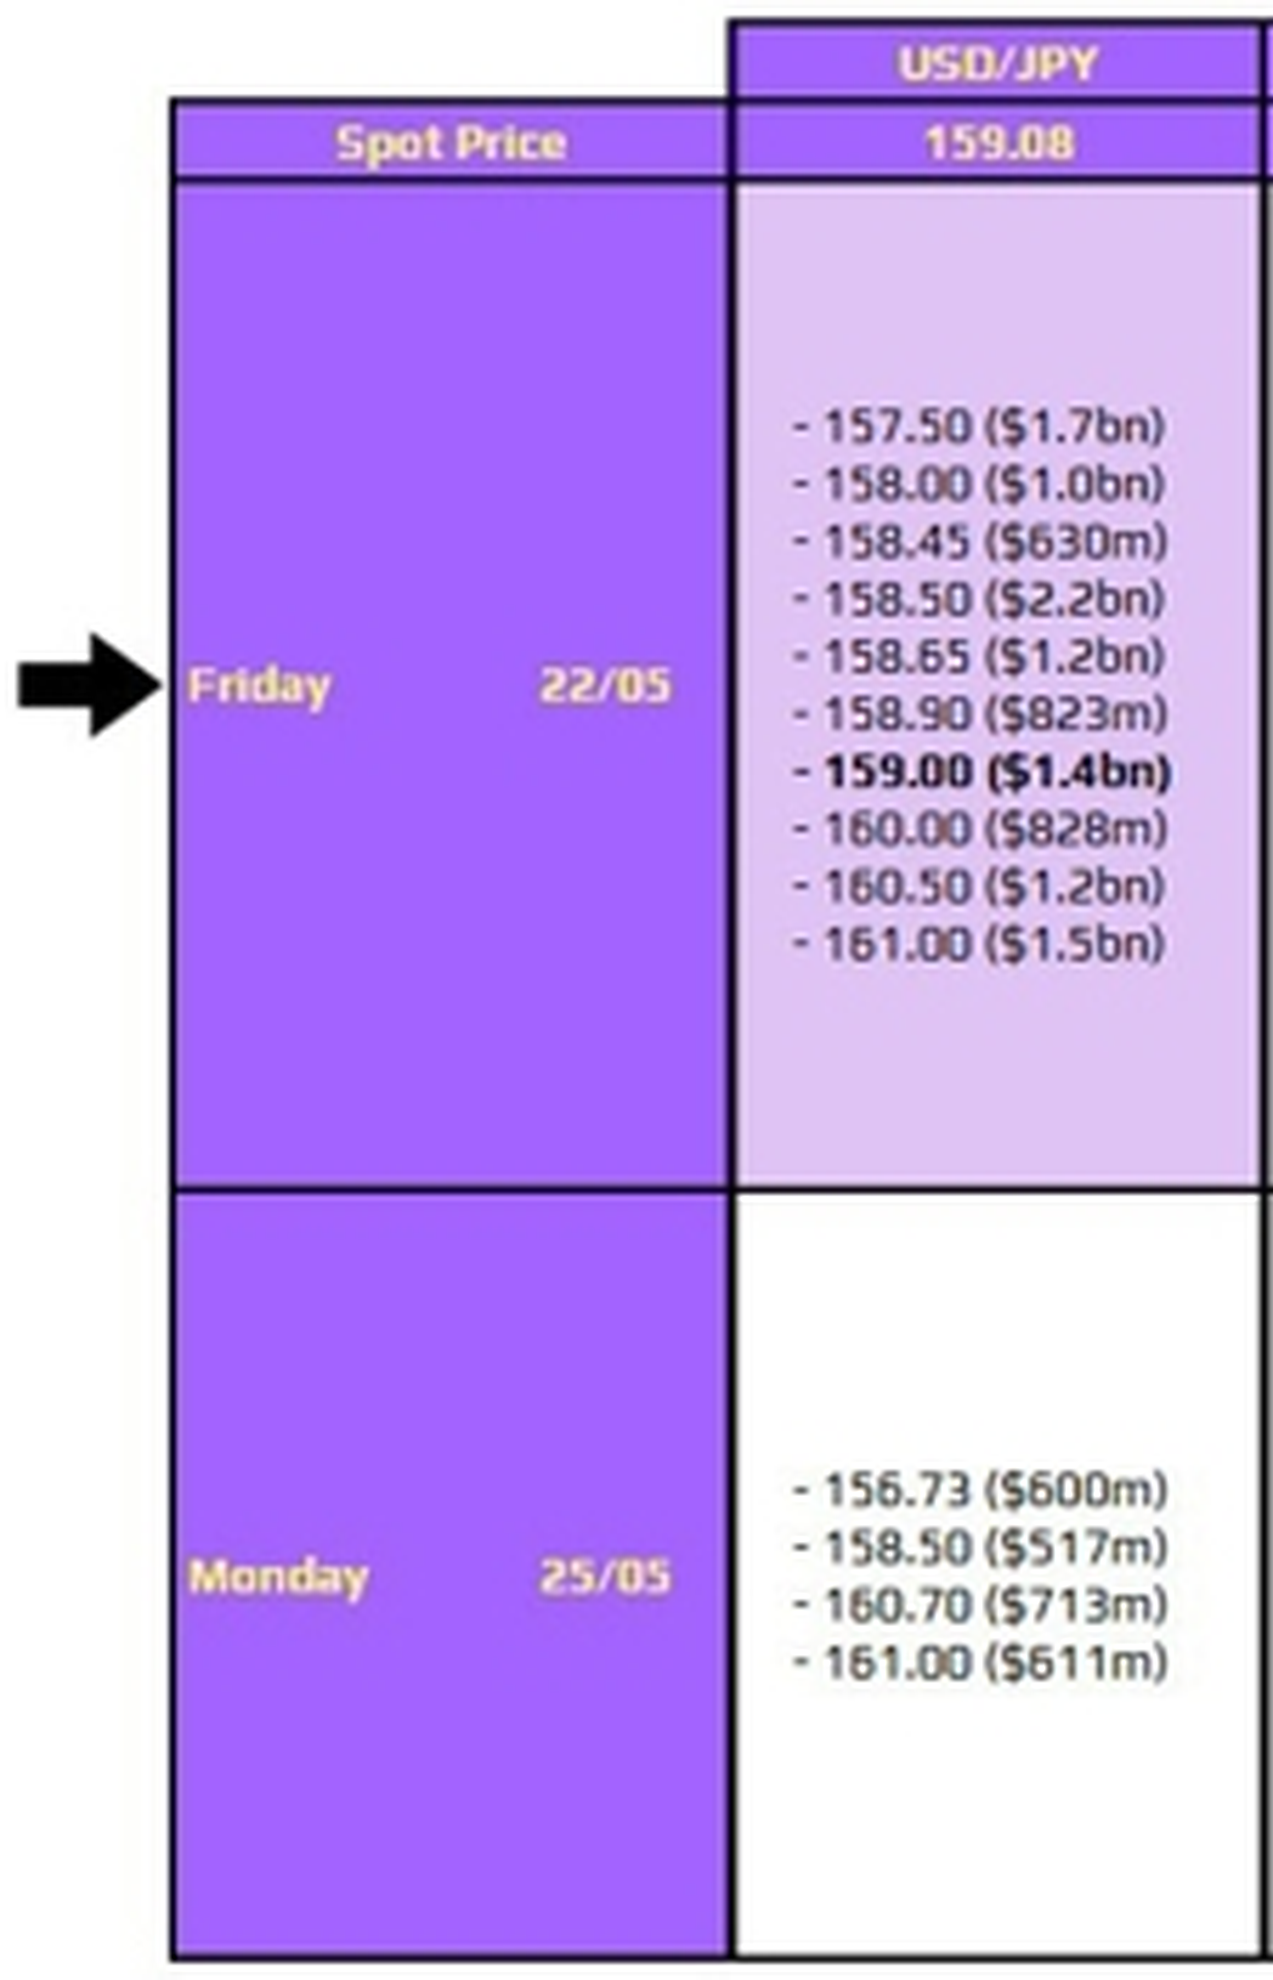 USD/JPY
Spot Price 159.08
Friday 22/05
- 157.50 ($1.7bn)
- 158.00 ($1.0bn)
- 158.45 ($630m)
- 158.50 ($2.2bn)
- 158.65 ($1.2bn)
- 158.90 ($823m)
- 159.00 ($1.4bn)
- 160.00 ($828m)
- 160.50 ($1.2bn)
- 161.00 ($1.5bn)
Monday 25/05
- 156.73 ($600m)
- 158.50 ($517m)
- 160.70 ($713m)
- 161.00 ($611m)